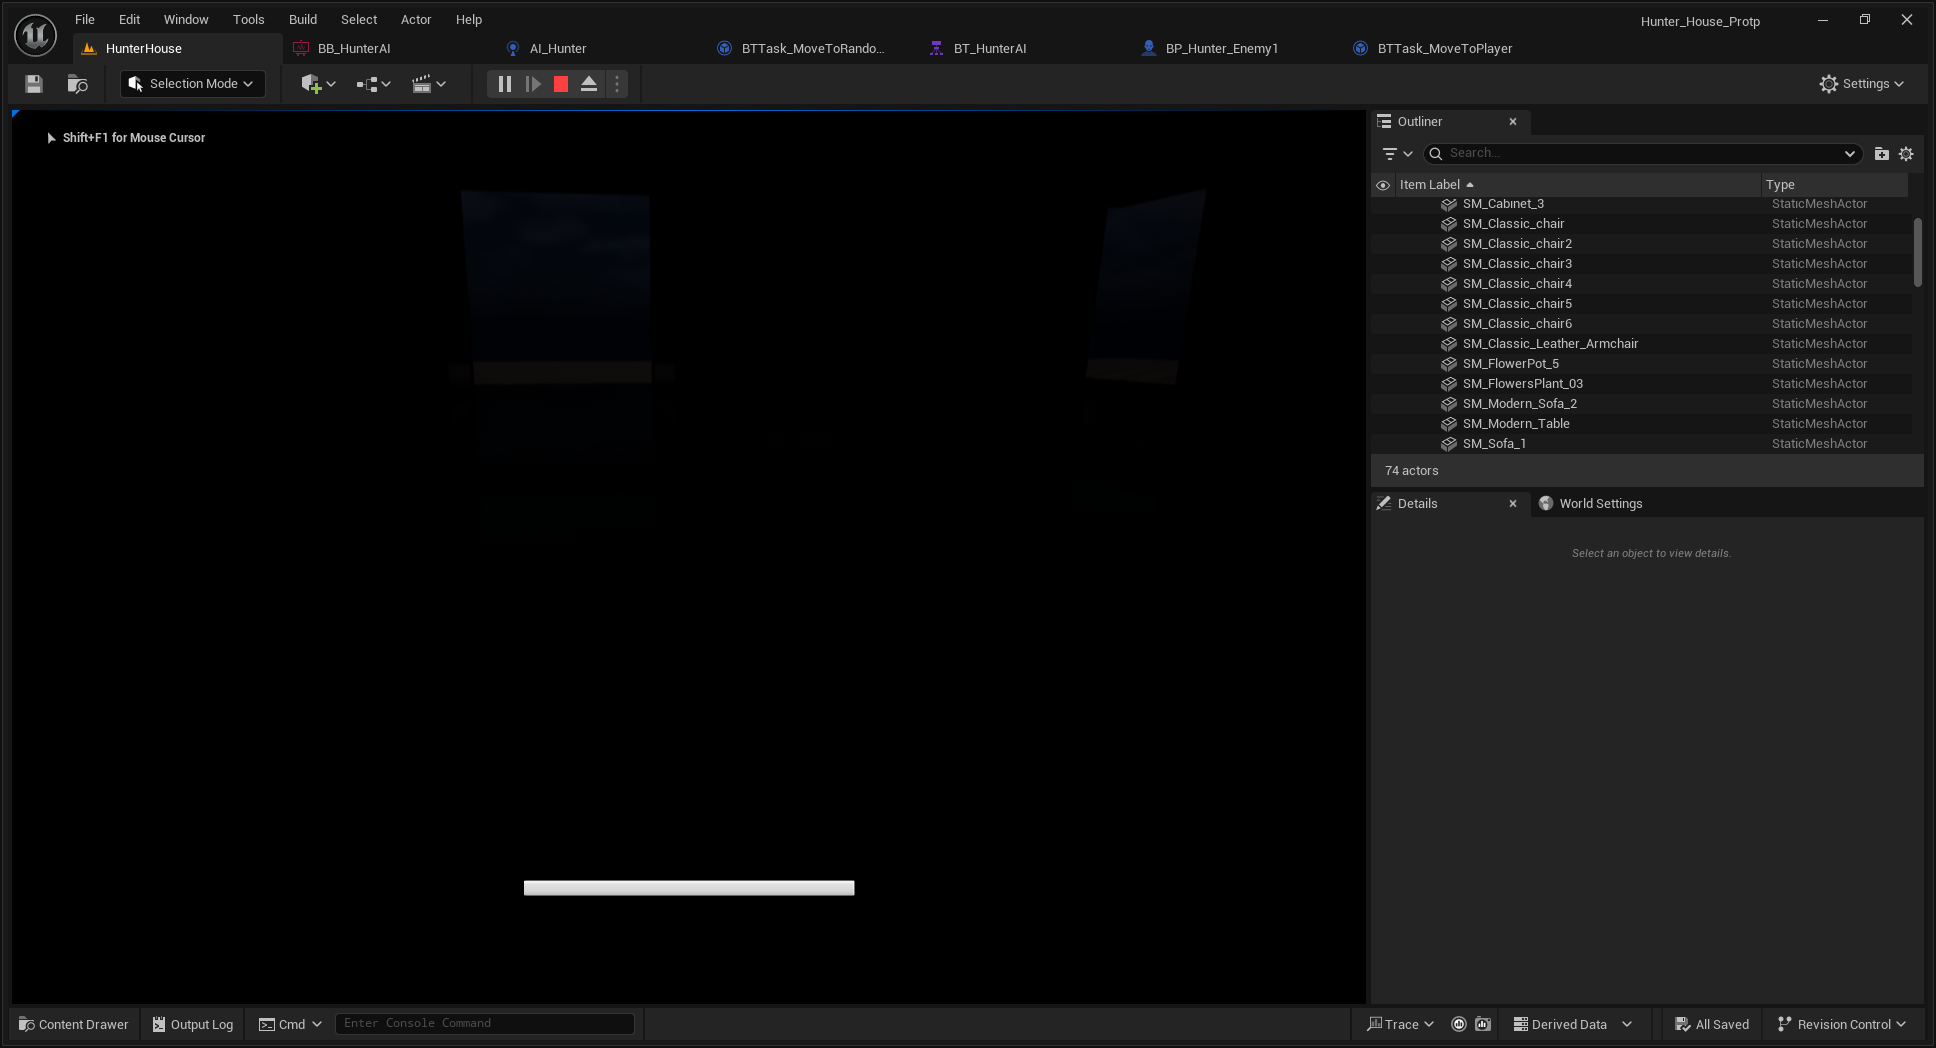 File Edit Window Tools Build Select Actor Help
Hunter_House_Protp
HunterHouse
BB_HunterAI
AI_Hunter
BTTask_MoveToRando...
BT_HunterAI
BP_Hunter_Enemy1
BTTask_MoveToPlayer
Selection Mode
Settings
Shift+F1 for Mouse Cursor
Outliner
Search...
Item Label Type
SM_Cabinet_3 StaticMeshActor
SM_Classic_chair StaticMeshActor
SM_Classic_chair2 StaticMeshActor
SM_Classic_chair3 StaticMeshActor
SM_Classic_chair4 StaticMeshActor
SM_Classic_chair5 StaticMeshActor
SM_Classic_chair6 StaticMeshActor
SM_Classic_Leather_Armchair StaticMeshActor
SM_FlowerPot_5 StaticMeshActor
SM_FlowersPlant_03 StaticMeshActor
SM_Modern_Sofa_2 StaticMeshActor
SM_Modern_Table StaticMeshActor
SM_Sofa_1 StaticMeshActor
74 actors
Details World Settings
Select an object to view details.
Content Drawer Output Log Cmd Enter Console Command Trace Derived Data All Saved Revision Control